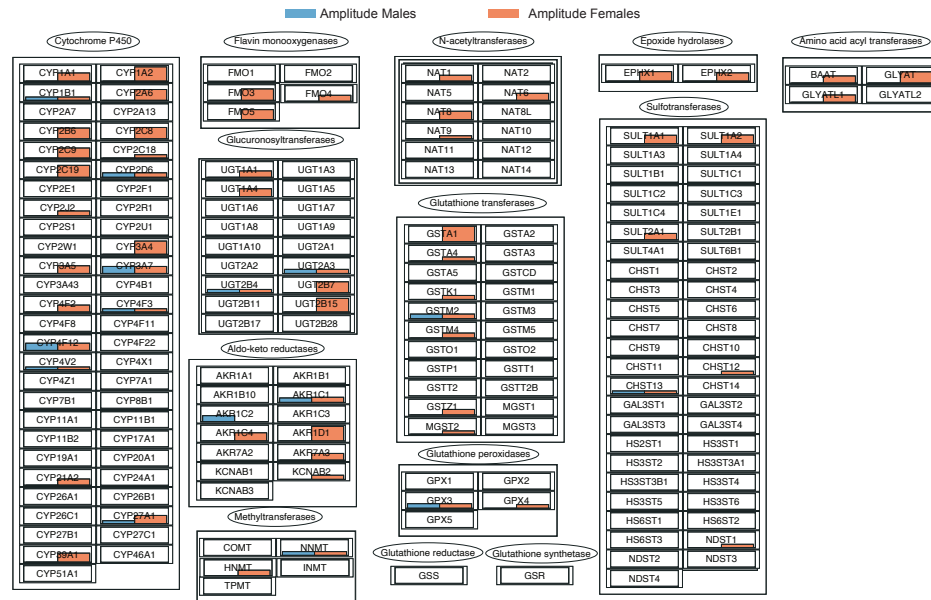 Amplitude Males
Amplitude Females
Cytochrome P450
CYP1A1 CYP1A2
CYP1B1 CYP2A6
CYP2A7 CYP2A13
CYP2B6 CYP2C8
CYP2C9 CYP2C18
CYP2C19 CYP2D6
CYP2E1 CYP2F1
CYP2J2 CYP2R1
CYP2S1 CYP2U1
CYP2W1 CYP3A4
CYP3A5 CYP3A7
CYP3A43 CYP4B1
CYP4F2 CYP4F3
CYP4F8 CYP4F11
CYP4F12 CYP4F22
CYP4V2 CYP4X1
CYP4Z1 CYP7A1
CYP7B1 CYP8B1
CYP11A1 CYP11B1
CYP11B2 CYP17A1
CYP19A1 CYP20A1
CYP21A2 CYP24A1
CYP26A1 CYP26B1
CYP26C1 CYP27A1
CYP27B1 CYP27C1
CYP39A1 CYP46A1
CYP51A1
Flavin monooxygenases
FMO1 FMO2
FMO3 FMO4
FMO5
Glucuronosyltransferases
UGT1A1 UGT1A3
UGT1A4 UGT1A5
UGT1A6 UGT1A7
UGT1A8 UGT1A9
UGT1A10 UGT2A1
UGT2A2 UGT2A3
UGT2B4 UGT2B7
UGT2B11 UGT2B15
UGT2B17 UGT2B28
Aldo-keto reductases
AKR1A1 AKR1B1
AKR1B10 AKR1C1
AKR1C2 AKR1C3
AKR1C4 AKR1D1
AKR7A2 AKR7A3
KCNAB1 KCNAB2
KCNAB3
Methyltransferases
COMT NNMT
HNMT INMT
TPMT
N-acetyltransferases
NAT1 NAT2
NAT5 NAT6
NAT8 NAT8L
NAT9 NAT10
NAT11 NAT12
NAT13 NAT14
Glutathione transferases
GSTA1 GSTA2
GSTA4 GSTA3
GSTA5 GSTCD
GSTK1 GSTM1
GSTM2 GSTM3
GSTM4 GSTM5
GSTO1 GSTO2
GSTP1 GSTT1
GSTT2 GSTT2B
GSTZ1 MGST1
MGST2 MGST3
Glutathione peroxidases
GPX1 GPX2
GPX3 GPX4
GPX5
Glutathione reductase
GSS
Glutathione synthetase
GSR
Epoxide hydrolases
EPHX1 EPHX2
Sulfotransferases
SULT1A1 SULT1A2
SULT1A3 SULT1A4
SULT1B1 SULT1C1
SULT1C2 SULT1C3
SULT1C4 SULT1E1
SULT2A1 SULT2B1
SULT4A1 SULT6B1
CHST1 CHST2
CHST3 CHST4
CHST5 CHST6
CHST7 CHST8
CHST9 CHST10
CHST11 CHST12
CHST13 CHST14
GAL3ST1 GAL3ST2
GAL3ST3 GAL3ST4
HS2ST1 HS3ST1
HS3ST2 HS3ST3A1
HS3ST3B1 HS3ST4
HS3ST5 HS3ST6
HS6ST1 HS6ST2
HS6ST3 NDST1
NDST2 NDST3
NDST4
Amino acid acyl transferases
BAAT GLYAT
GLYATL1 GLYATL2